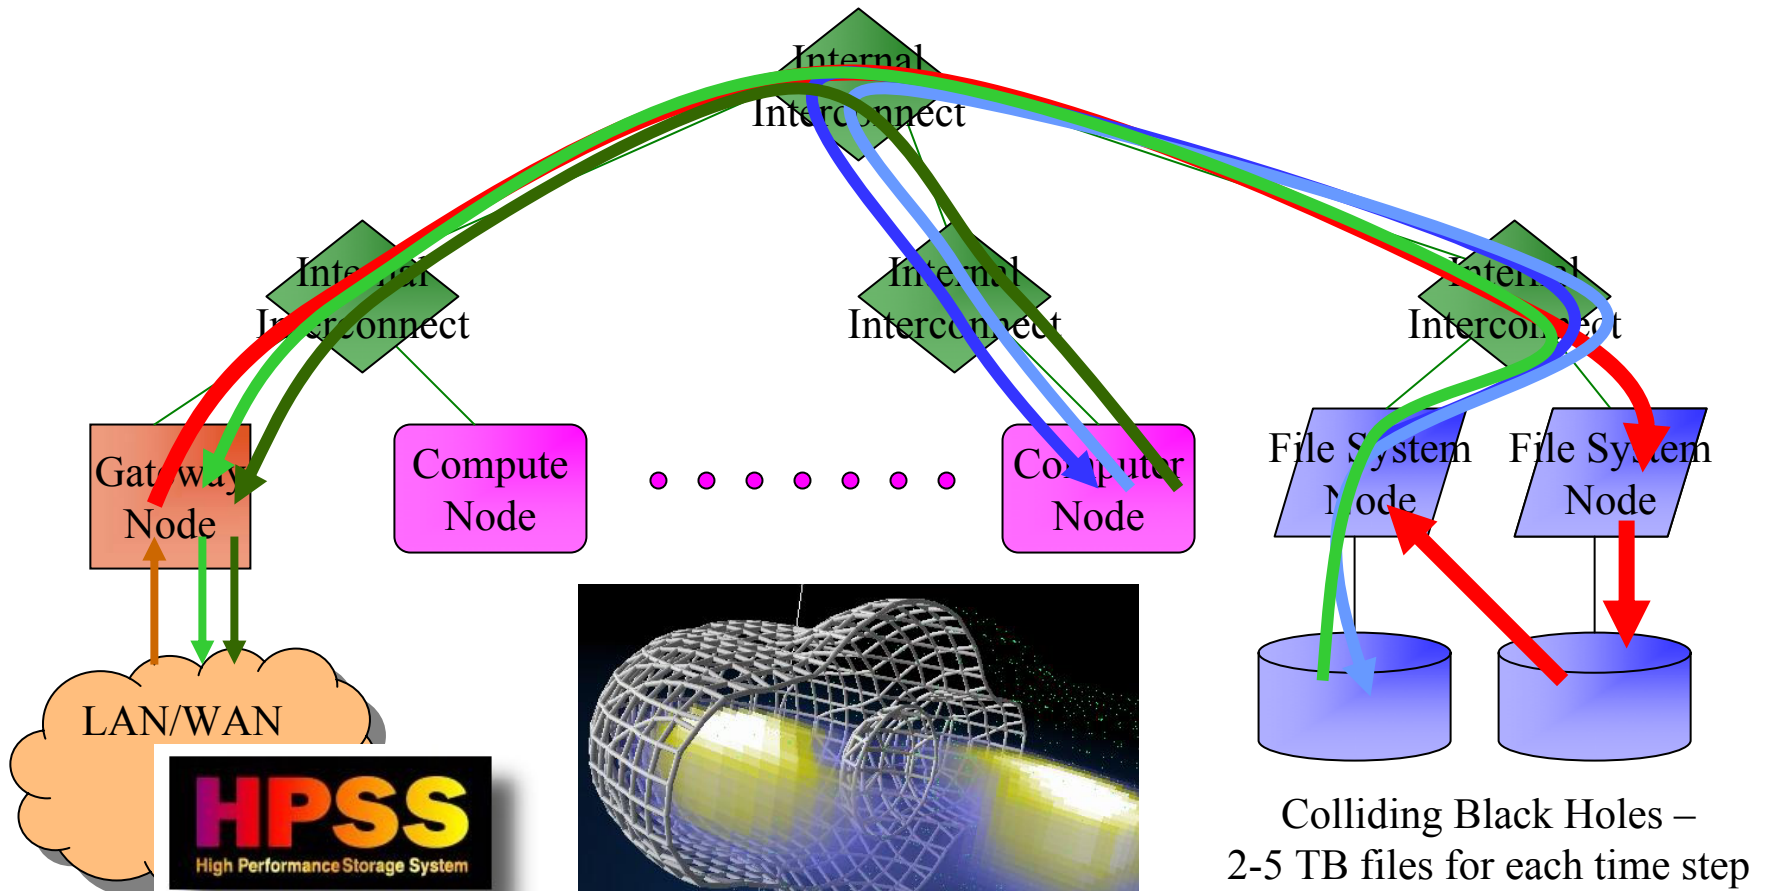 Internal
Interconnect
Internal
Interconnect
Internal
Interconnect
Internal
Interconnect
Gateway
Node
Compute
Node
Computer
Node
File System
Node
File System
Node
LAN/WAN
HPSS
High Performance Storage System
Colliding Black Holes –
2-5 TB files for each time step